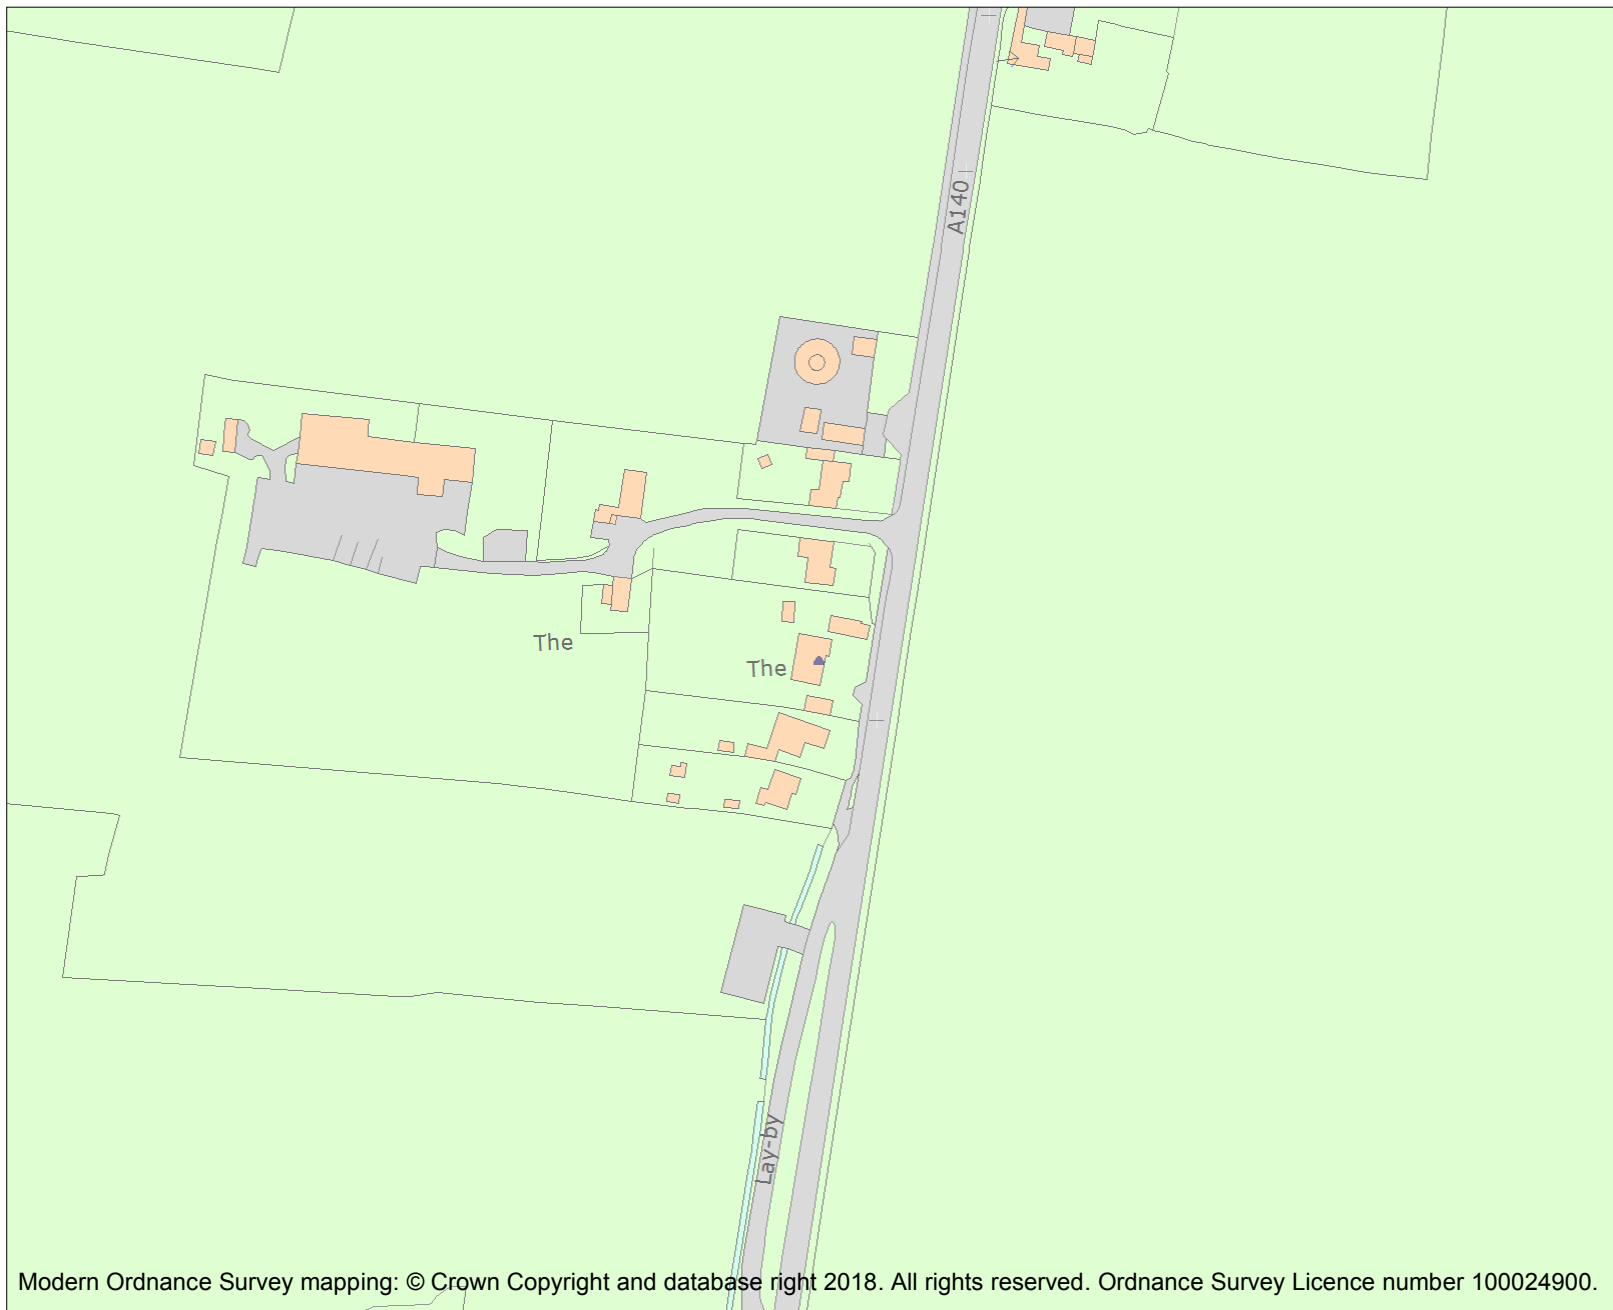 A140
The
The
Lay-by
Modern Ordnance Survey mapping: © Crown Copyright and database right 2018. All rights reserved. Ordnance Survey Licence number 100024900.